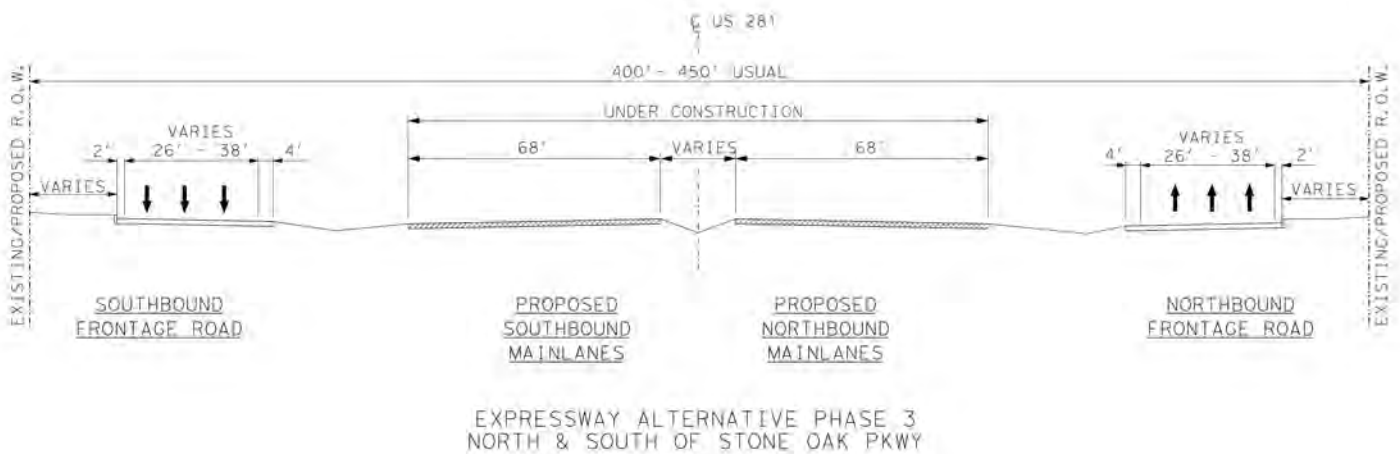 ℄ US 281
400'- 450' USUAL
UNDER CONSTRUCTION
VARIES
2' 26' - 38' 4'
68' VARIES 68'
VARIES
4' 26' - 38' 2'
VARIES
VARIES
EXISTING/PROPOSED R.O.W.
EXISTING/PROPOSED R.O.W.
SOUTHBOUND
FRONTAGE ROAD
PROPOSED
SOUTHBOUND
MAINLANES
PROPOSED
NORTHBOUND
MAINLANES
NORTHBOUND
FRONTAGE ROAD
EXPRESSWAY ALTERNATIVE PHASE 3
NORTH & SOUTH OF STONE OAK PKWY